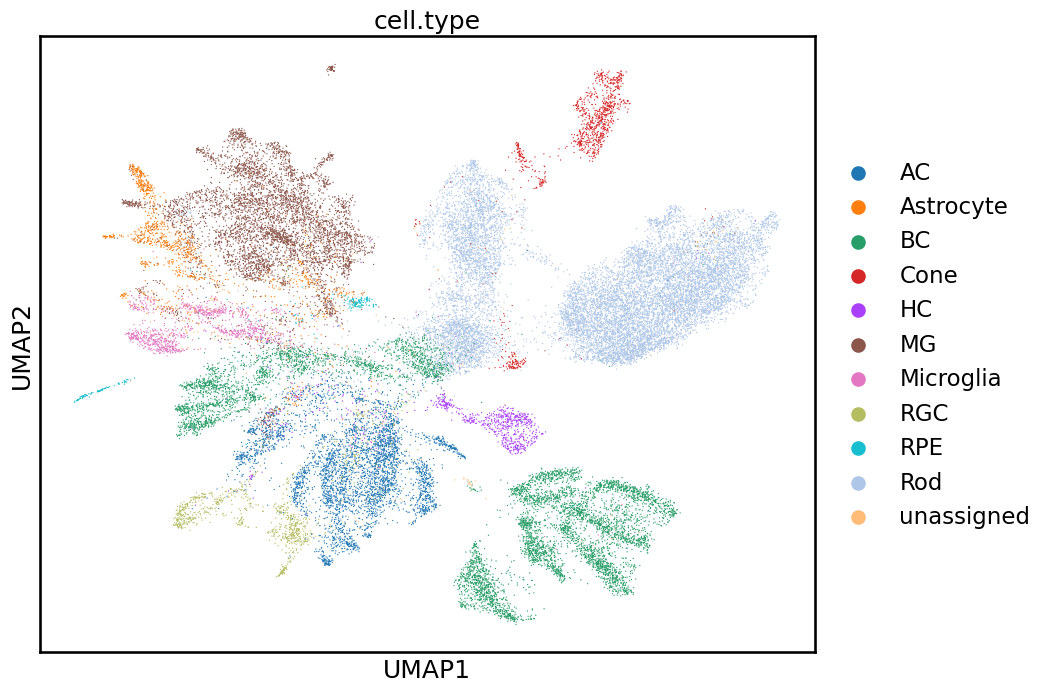 cell.type
UMAP2
UMAP1
AC
Astrocyte
BC
Cone
HC
MG
Microglia
RGC
RPE
Rod
unassigned